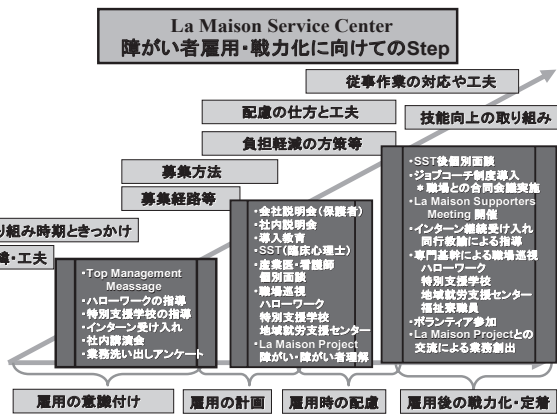 La Maison Service Center
障がい者雇用・戦力化に向けてのStep
従事作業の対応や工夫
配慮の仕方と工夫
技能向上の取り組み
負担軽減の方策等
募集方法
募集経路等
り組み時期ときっかけ
・工夫
・Top Management
Meassage
・ハローワークの指導
・特別支援学校の指導
・インターン受け入れ
・社内講演会
・業務洗い出しアンケート
・会社説明会(保護者)
・社内説明会
・導入教育
・SST(臨床心理士)
・産業医・看護師
個別面談
・職場巡視
ハローワーク
特別支援学校
地域就労支援センター
・La Maison Project
障がい・障がい者理解
・SST後個別面談
・ジョブコーチ制度導入
＊職場との合同会議実施
・La Maison Supporters
Meeting 開催
・インターン継続受け入れ
同行教諭による指導
・専門基幹による職場巡視
ハローワーク
特別支援学校
地域就労支援センター
福祉寮職員
・ボランティア参加
・La Maison Projectとの
交流による業務創出
雇用の意識付け
雇用の計画
雇用時の配慮
雇用後の戦力化・定着